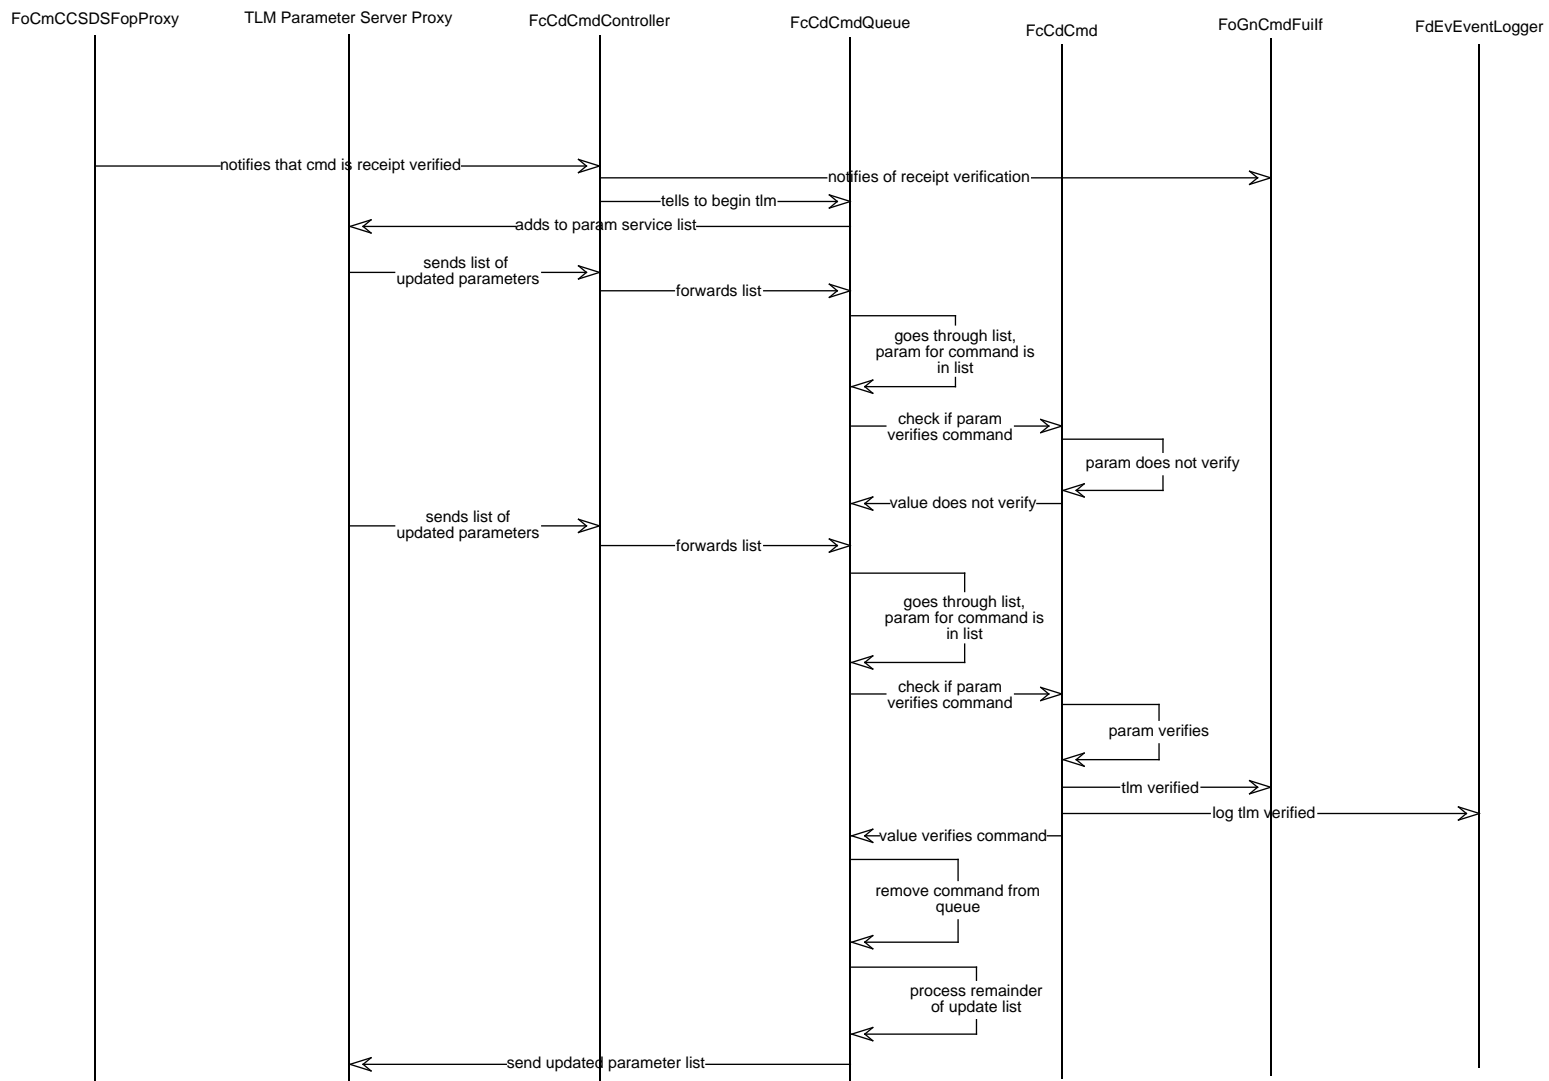 FoCmCCSDSFopProxy
TLM Parameter Server Proxy
FcCdCmdController
FcCdCmdQueue
FcCdCmd
FoGnCmdFuiIf
FdEvEventLogger
notifies that cmd is receipt verified
notifies of receipt verification
tells to begin tlm
adds to param service list
sends list of
updated parameters
forwards list
goes through list,
param for command is
in list
check if param
verifies command
param does not verify
value does not verify
sends list of
updated parameters
forwards list
goes through list,
param for command is
in list
check if param
verifies command
param verifies
tlm verified
log tlm verified
value verifies command
remove command from
queue
process remainder
of update list
send updated parameter list